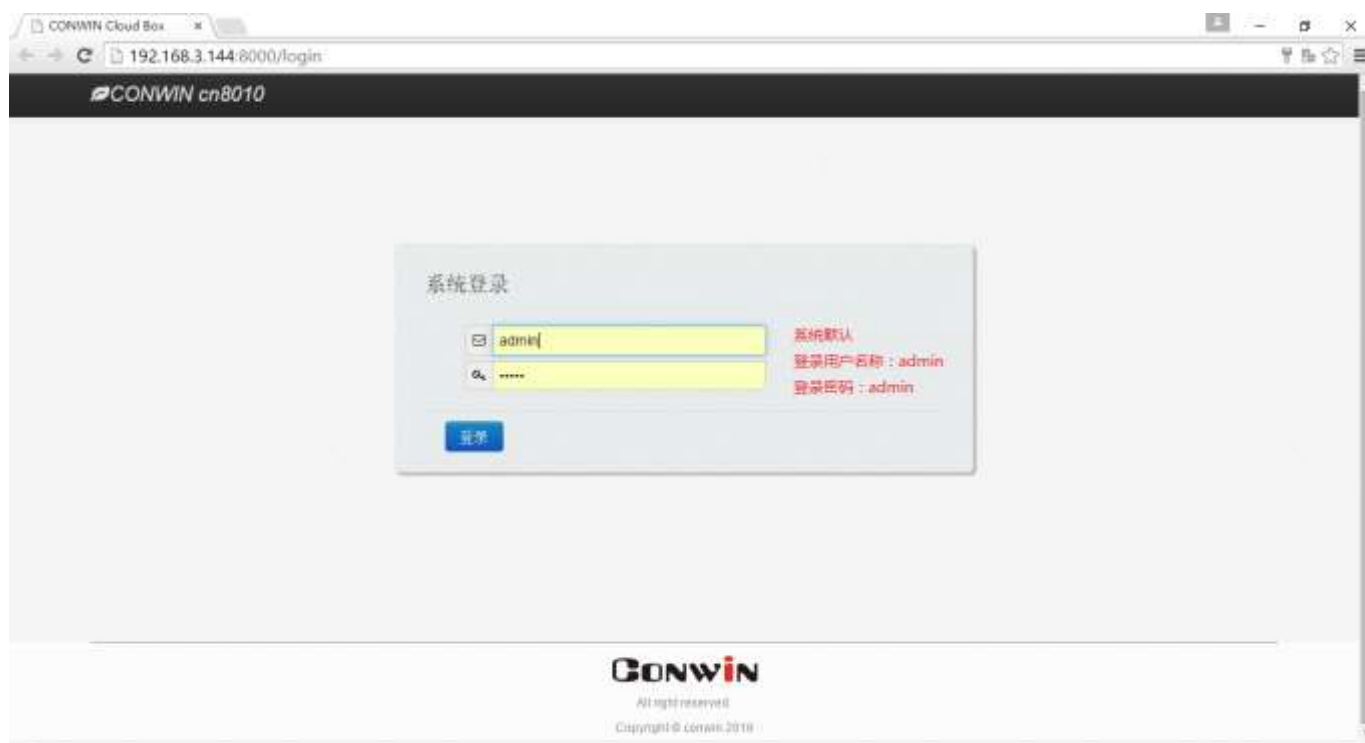 CONWIN Cloud Box
192.168.3.144:8000/login
CONWIN cn8010
系统登录
admin
系统默认
登录用户名称：admin
•••••
登录密码：admin
登录
CONWIN
All right reserved
Copyright © conwin 2016